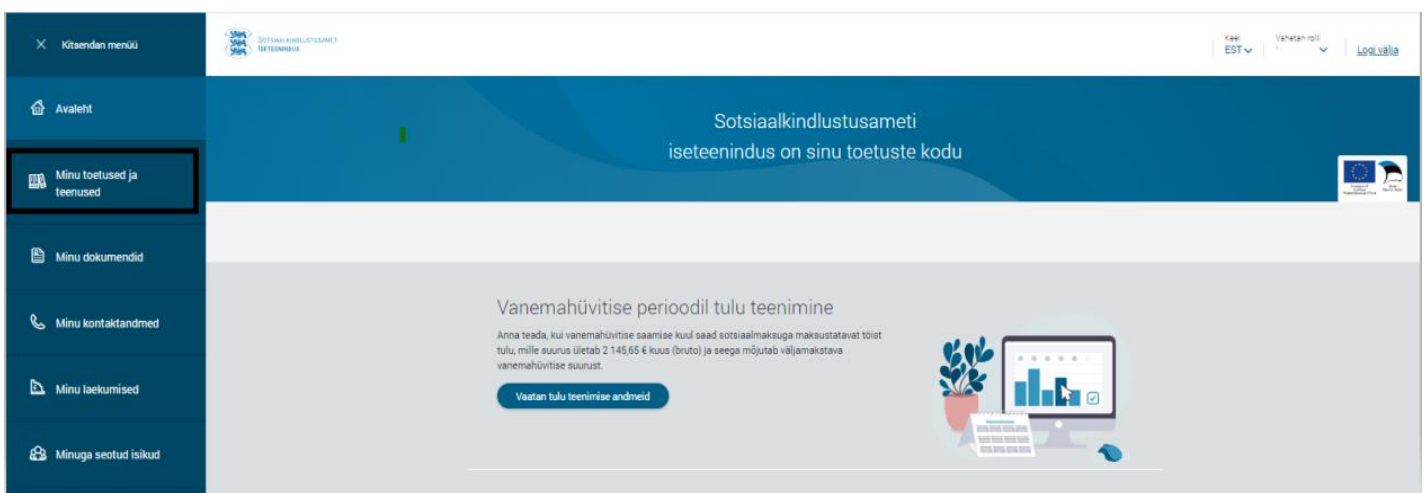 Kitsendan menüü
SOTSIAALKINDLUSTUSAMET
ISETEENINDUS
Keel
EST
Vahetan rolli
Logi välja
Avaleht
Minu toetused ja
teenused
Minu dokumendid
Minu kontaktandmed
Minu laekumised
Minuga seotud isikud
Sotsiaalkindlustusameti
iseteenindus on sinu toetuste kodu
Vanemahüvitise perioodil tulu teenimine
Anna teada, kui vanemahüvitise saamise kuul saad sotsiaalmaksuga maksustatavat töist
tulu, mille suurus ületab 2 145,65 € kuus (bruto) ja seega mõjutab väljamakstava
vanemahüvitise suurust.
Vaatan tulu teenimise andmeid